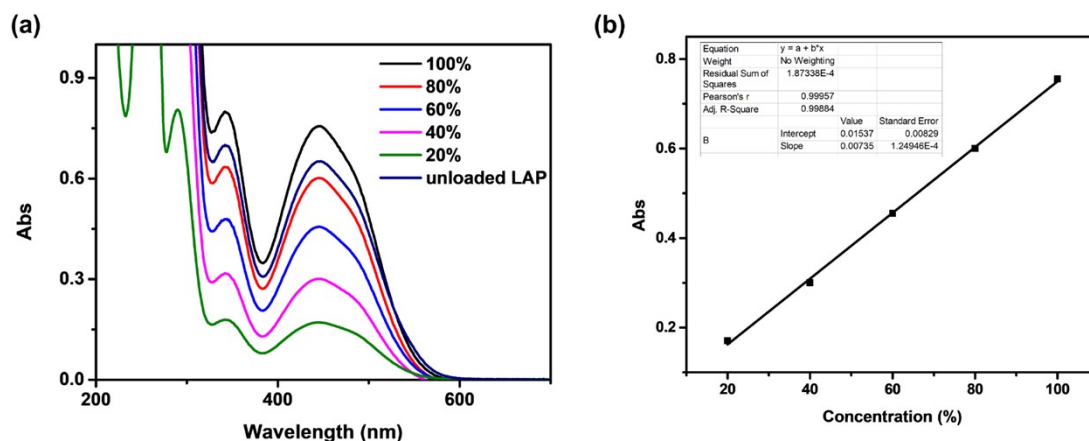 (a)
Abs
0.9
0.6
0.3
0.0
100%
80%
60%
40%
20%
unloaded LAP
200
400
600
Wavelength (nm)
(b)
Abs
0.8
0.6
0.4
0.2
Equation y = a + b*x
Weight No Weighting
Residual Sum of Squares 1.87338E-4
Pearson's r 0.99957
Adj. R-Square 0.99884
Value Standard Error
B Intercept 0.01537 0.00829
Slope 0.00735 1.24946E-4
20
40
60
80
100
Concentration (%)